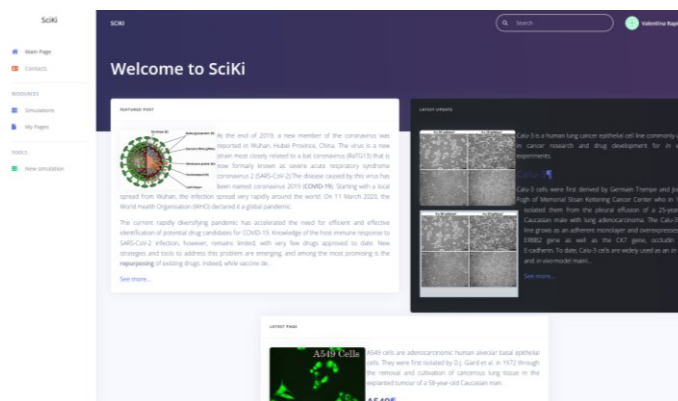 SciKi
SCIKI
Search
Valentina Rapi
Main Page
Contacts
RESOURCES
Simulations
My Pages
TOOLS
New simulation
Welcome to SciKi
FEATURED POST
At the end of 2019, a new member of the coronavirus was
reported in Wuhan, Hubei Province, China. The virus is a new
strain most closely related to a bat coronavirus (RaTG13) that is
now formally known as severe acute respiratory syndrome
coronavirus 2 (SARS-CoV-2).The disease caused by this virus has
been named coronavirus 2019 (COVID-19). Starting with a local
spread from Wuhan, the infection spread very rapidly around the world. On 11 March 2020, the
World Health Organisation (WHO) declared it a global pandemic.
The current rapidly diversifying pandemic has accelerated the need for efficient and effective
identification of potential drug candidates for COVID-19. Knowledge of the host immune response to
SARS-CoV-2 infection, however, remains limited, with very few drugs approved to date. New
strategies and tools to address this problem are emerging, and among the most promising is the
repurposing of existing drugs. Indeed, while vaccine de...
See more...
LATEST UPDATE
Calu-3 is a human lung cancer epithelial cell line commonly u
in cancer research and drug development for in v
experiments.
Calu-3¶
Calu-3 cells were first derived by Germain Trempe and Jor
Fogh of Memorial Sloan Kettering Cancer Center who in 1
isolated them from the pleural effusion of a 25-year
Caucasian male with lung adenocarcinoma. The Calu-3
line grows as an adherent monolayer and overexpresses
ERBB2 gene as well as the CK7 gene, occludin
E-cadherin. To date, Calu-3 cells are widely used as an in
and in vivo model main...
See more...
LATEST PAGE
A549 Cells
A549 cells are adenocarcinomic human alveolar basal epithelial
cells. They were first isolated by D.J. Giard et al. in 1972 through
the removal and cultivation of cancerous lung tissue in the
explanted tumour of a 58-year-old Caucasian man.
A549¶